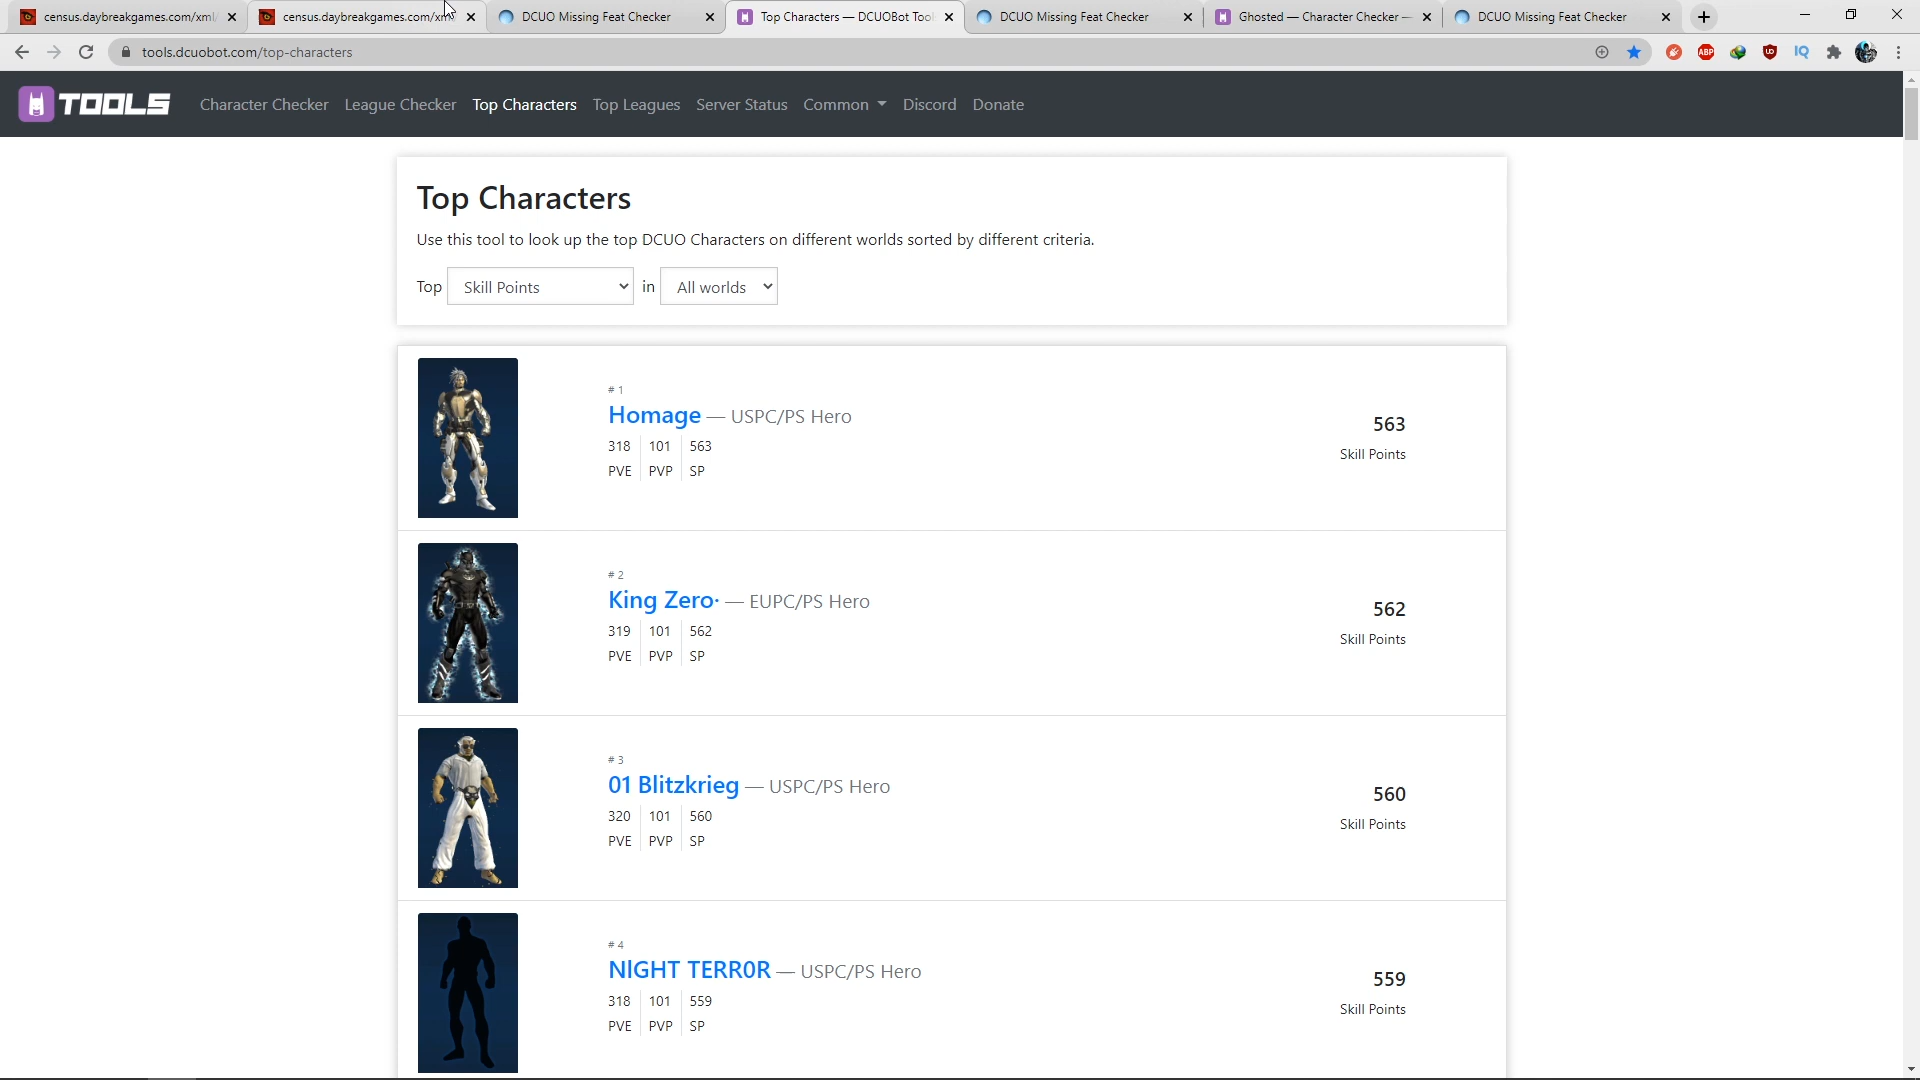 census.daybreakgames.com/xml/
census.daybreakgames.com/xm
DCUO Missing Feat Checker
Top Characters — DCUOBot Tool
DCUO Missing Feat Checker
Ghosted — Character Checker —
DCUO Missing Feat Checker
tools.dcuobot.com/top-characters
ABP
IQ
TOOLS
Character Checker
League Checker
Top Characters
Top Leagues
Server Status
Common
Discord
Donate
Top Characters
Use this tool to look up the top DCUO Characters on different worlds sorted by different criteria.
Top Skill Points in All worlds
#1
Homage — USPC/PS Hero
563
318 101 563
Skill Points
PVE PVP SP
#2
King Zero· — EUPC/PS Hero
562
319 101 562
Skill Points
PVE PVP SP
#3
01 Blitzkrieg — USPC/PS Hero
560
320 101 560
Skill Points
PVE PVP SP
#4
NlGHT TERR0R — USPC/PS Hero
559
318 101 559
Skill Points
PVE PVP SP